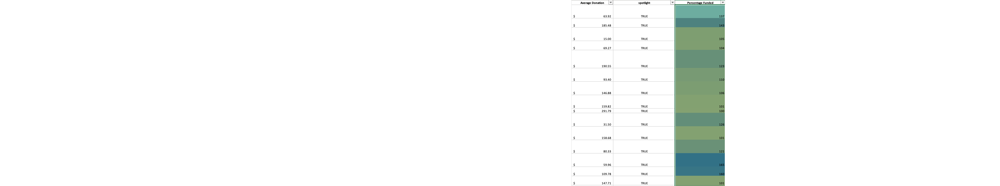 Average Donation spotlight Percentage Funded
$ 63.92 TRUE 137
$ 185.48 TRUE 143
$ 15.00 TRUE 105
$ 69.27 TRUE 104
$ 190.55 TRUE 123
$ 93.40 TRUE 110
$ 146.88 TRUE 106
$ 159.82 TRUE 101
$ 291.79 TRUE 100
$ 31.50 TRUE 126
$ 158.68 TRUE 101
$ 80.33 TRUE 121
$ 59.96 TRUE 165
$ 109.78 TRUE 160
$ 147.71 TRUE 101